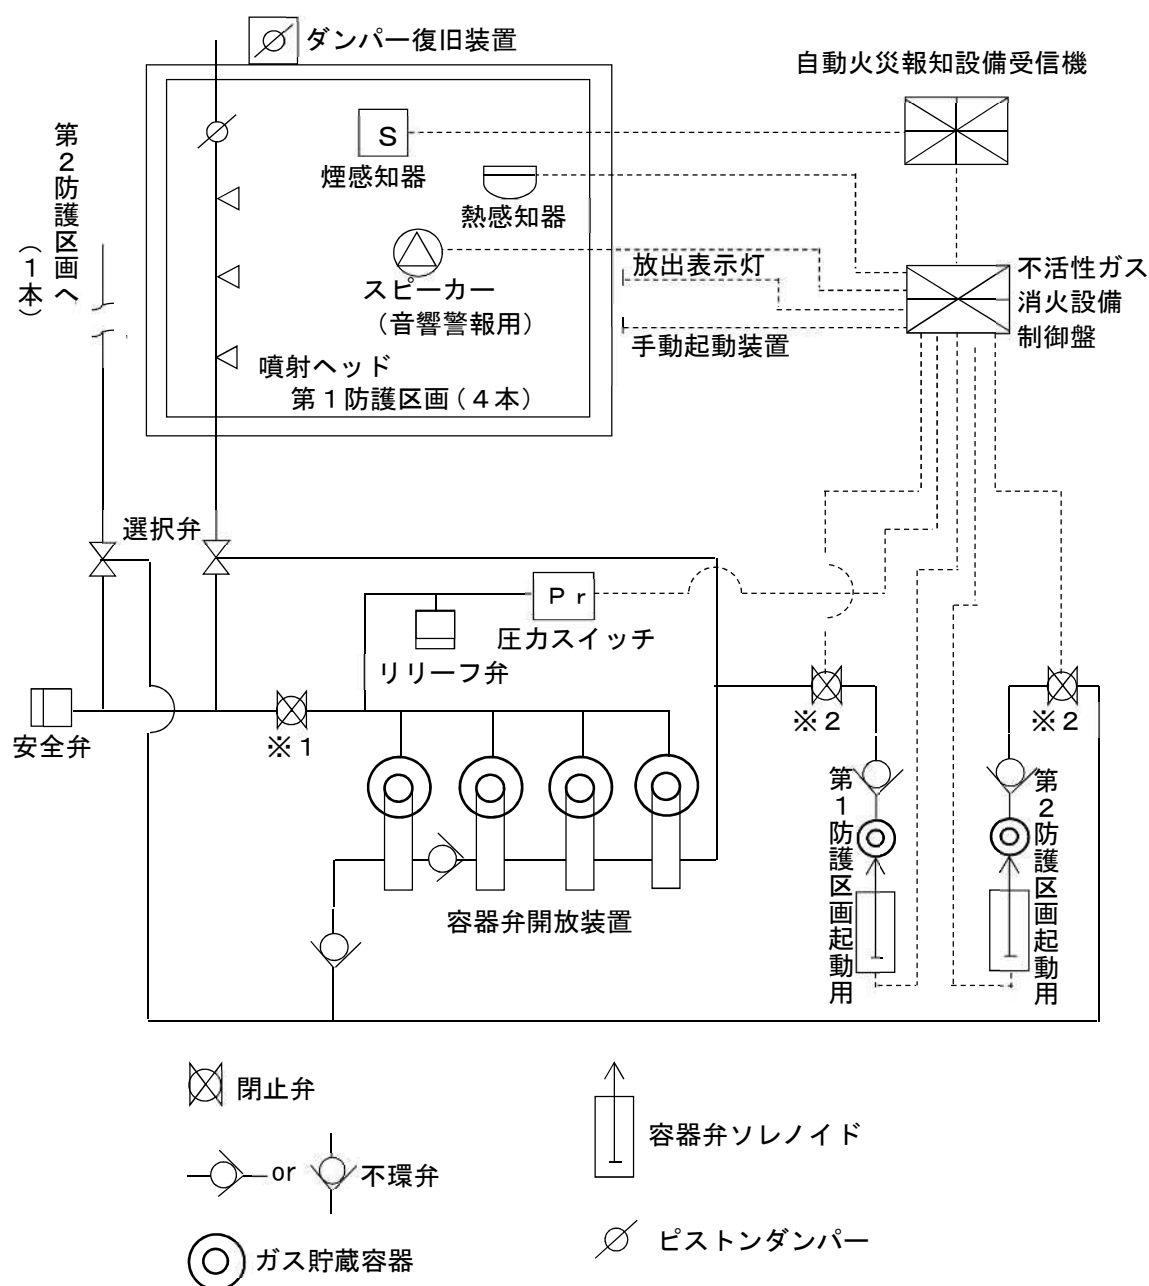 ダンパー復旧装置
自動火災報知設備受信機
第2防護区画へ
（1本）
S
煙感知器
熱感知器
スピーカー
（音響警報用）
放出表示灯
手動起動装置
不活性ガス
消火設備
制御盤
噴射ヘッド
第1防護区画（4本）
選択弁
Pr
圧力スイッチ
リリーフ弁
安全弁
※1
※2
※2
第1防護区画起動用
第2防護区画起動用
容器弁開放装置
閉止弁
容器弁ソレノイド
or
不環弁
ガス貯蔵容器
ピストンダンパー